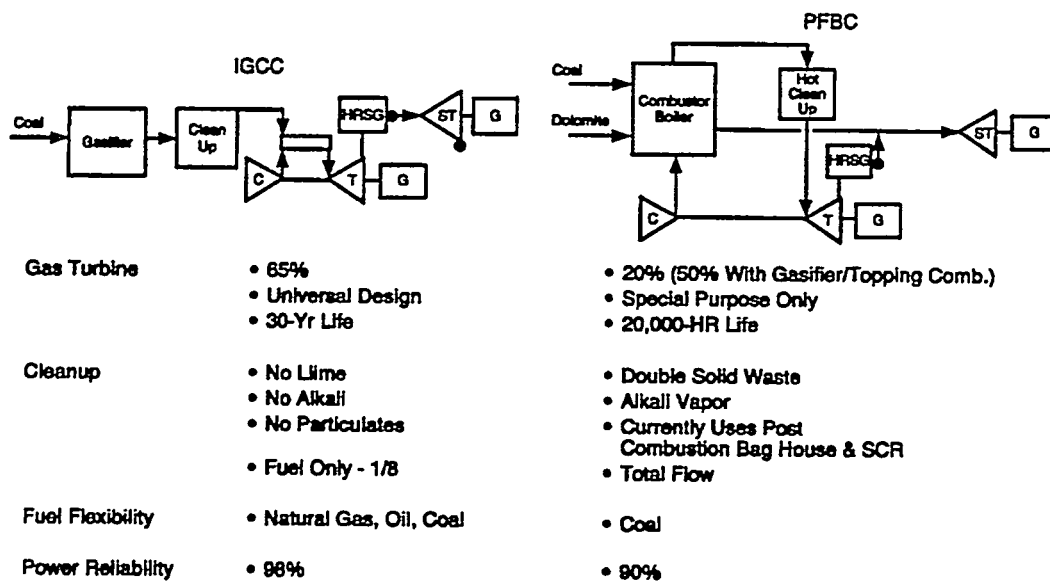 IGCC
Coal
Gasifier
Clean
Up
HRSG
ST
G
C
T
G
PFBC
Coal
Dolomite
Combustor
Boiler
Hot
Clean
Up
HRSG
ST
G
C
T
G
Gas Turbine
• 65%
• Universal Design
• 30-Yr Life
• 20% (50% With Gasifier/Topping Comb.)
• Special Purpose Only
• 20,000-HR Life
Cleanup
• No Lime
• No Alkali
• No Particulates
• Fuel Only - 1/8
• Double Solid Waste
• Alkali Vapor
• Currently Uses Post
Combustion Bag House & SCR
• Total Flow
Fuel Flexibility
• Natural Gas, Oil, Coal
• Coal
Power Reliability
• 96%
• 90%